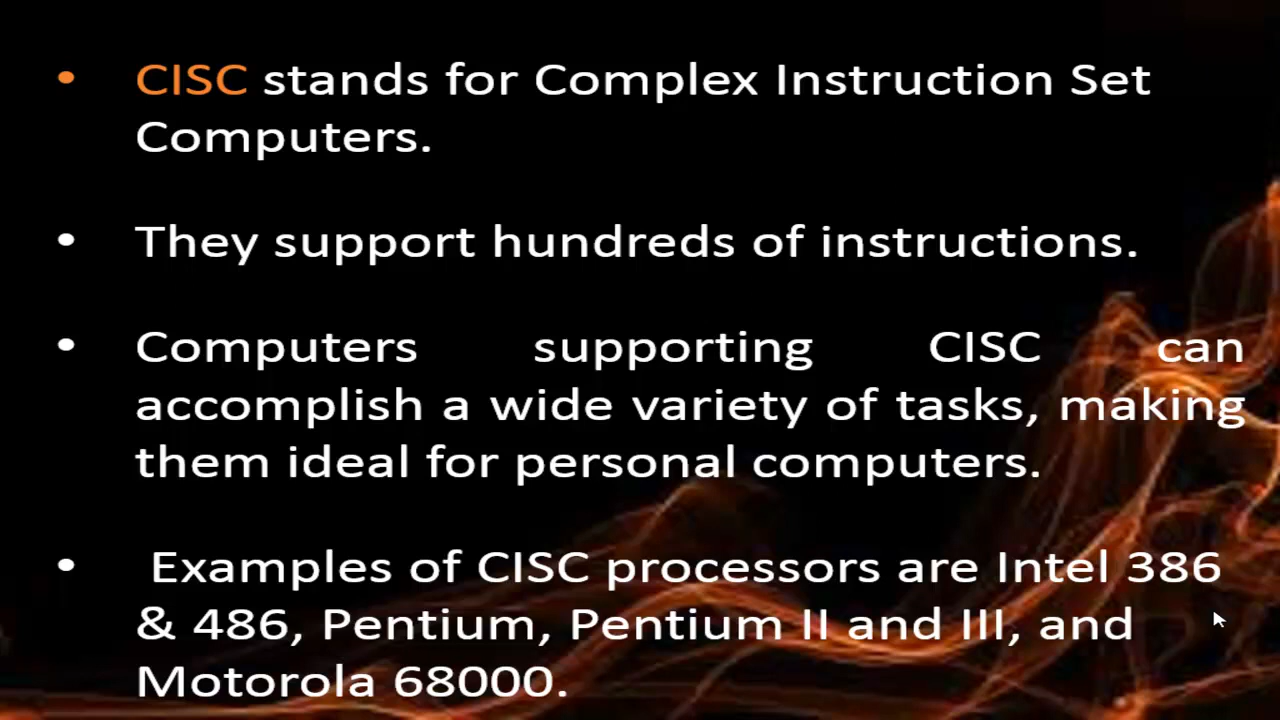 • CISC stands for Complex Instruction Set
Computers.
• They support hundreds of instructions.
• Computers supporting CISC can
accomplish a wide variety of tasks, making
them ideal for personal computers.
• Examples of CISC processors are Intel 386
& 486, Pentium, Pentium II and III, and
Motorola 68000.